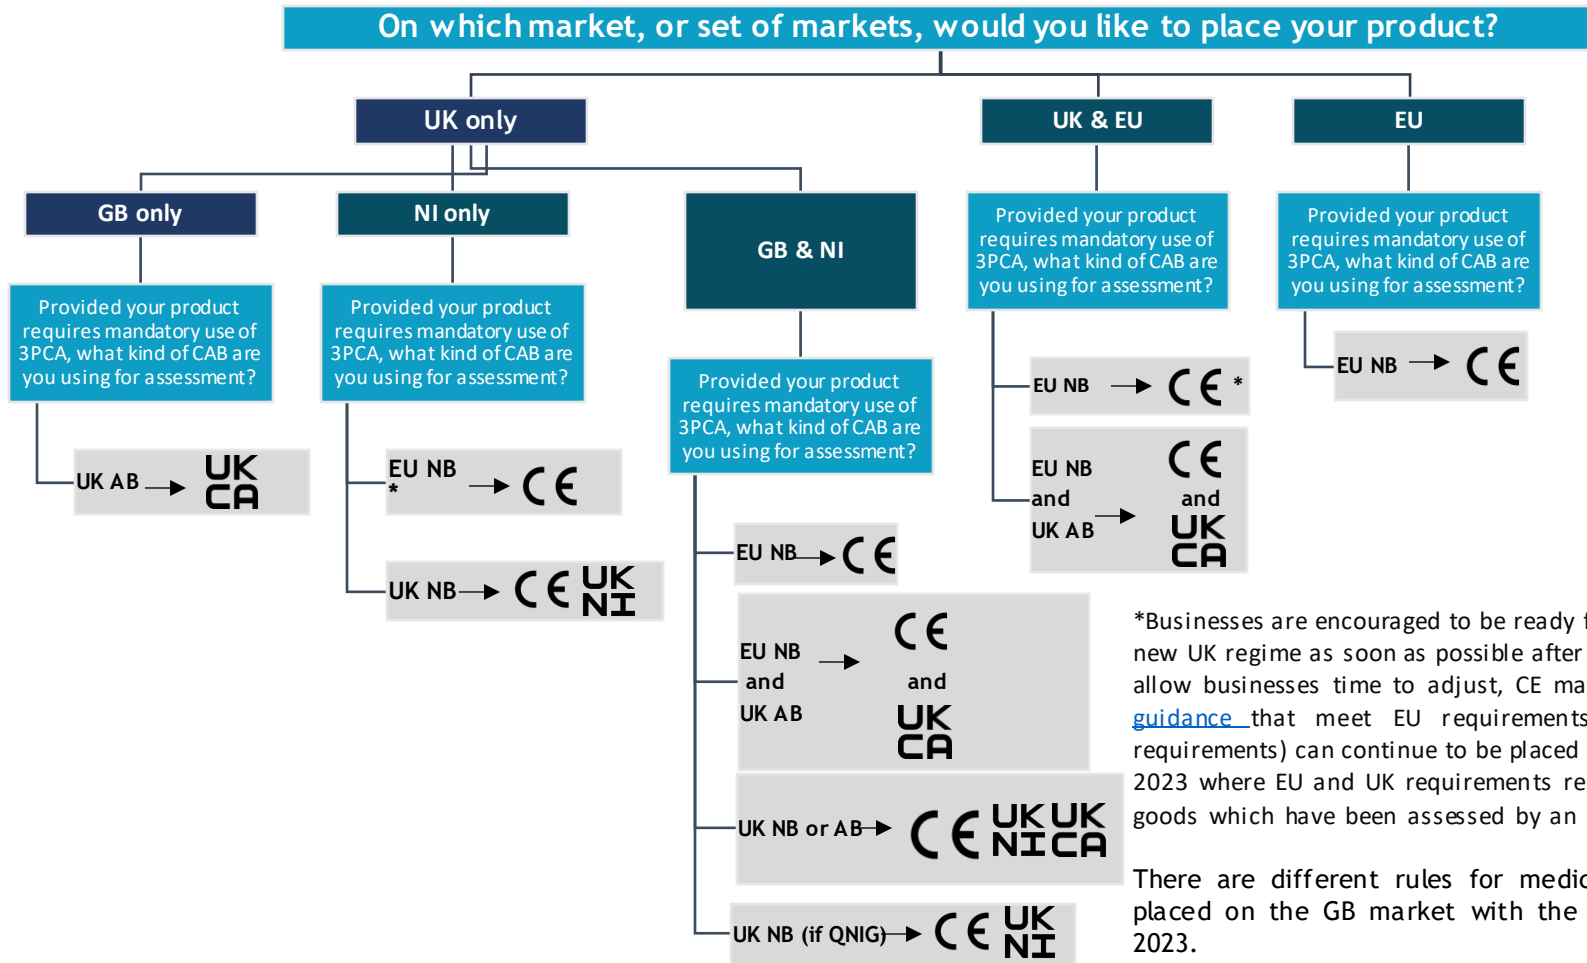 On which market, or set of markets, would you like to place your product?
UK only
UK & EU
EU
GB only
NI only
GB & NI
Provided your product
requires mandatory use of
3PCA, what kind of CAB are
you using for assessment?
UK AB
UK
CA
Provided your product
requires mandatory use of
3PCA, what kind of CAB are
you using for assessment?
EU NB
*
CE
UK NB
CE UK
NI
Provided your product
requires mandatory use of
3PCA, what kind of CAB are
you using for assessment?
EU NB
CE
EU NB
and
UK AB
CE
and
UK
CA
UK NB or AB
CE UK UK
NI CA
UK NB (if QNIG)
CE UK
NI
Provided your product
requires mandatory use of
3PCA, what kind of CAB are
you using for assessment?
EU NB
CE *
EU NB
and
UK AB
CE
and
UK
CA
Provided your product
requires mandatory use of
3PCA, what kind of CAB are
you using for assessment?
EU NB
CE
*Businesses are encouraged to be ready
new UK regime as soon as possible after
allow businesses time to adjust, CE
guidance that meet EU requirements
requirements) can continue to be placed
2023 where EU and UK requirements
goods which have been assessed by an
There are different rules for
placed on the GB market with the
2023.